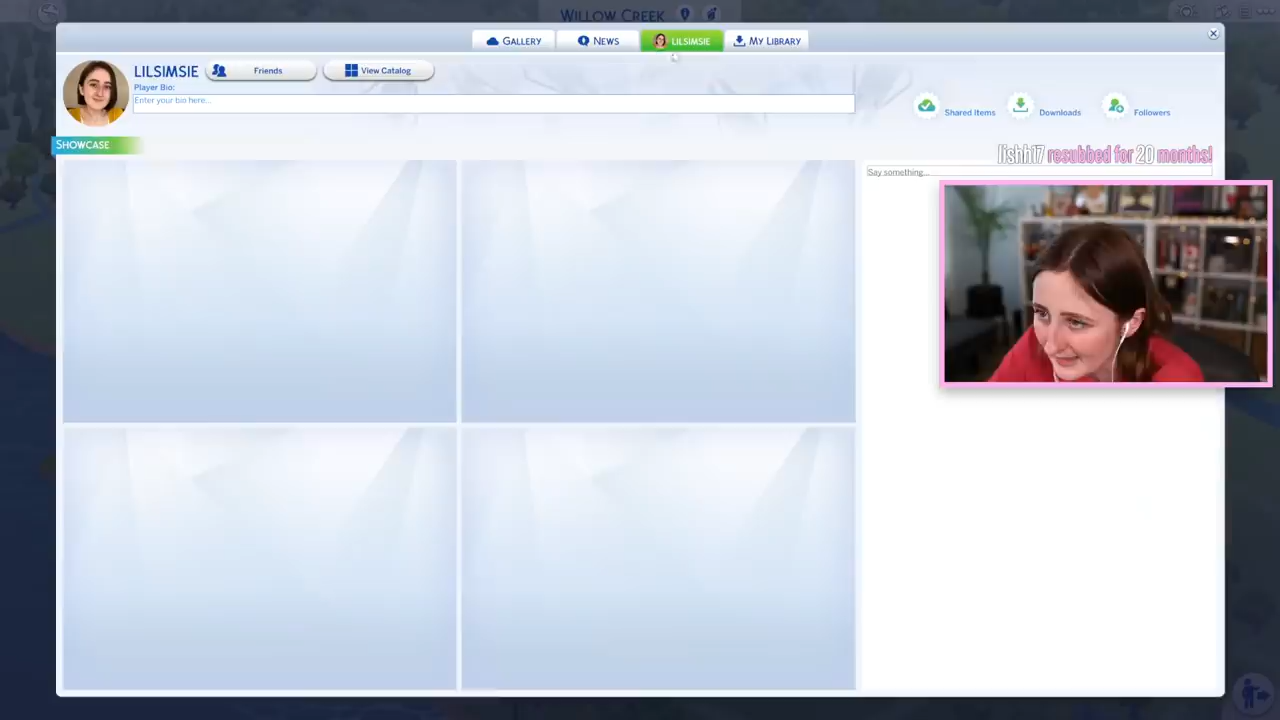 WILLOW CREEK
GALLERY
NEWS
LILSIMSIE
MY LIBRARY
LILSIMSIE
Friends
View Catalog
Player Bio:
Enter your bio here...
Shared Items
Downloads
Followers
SHOWCASE
lishh17 resubbed for 20 months!
Say something...